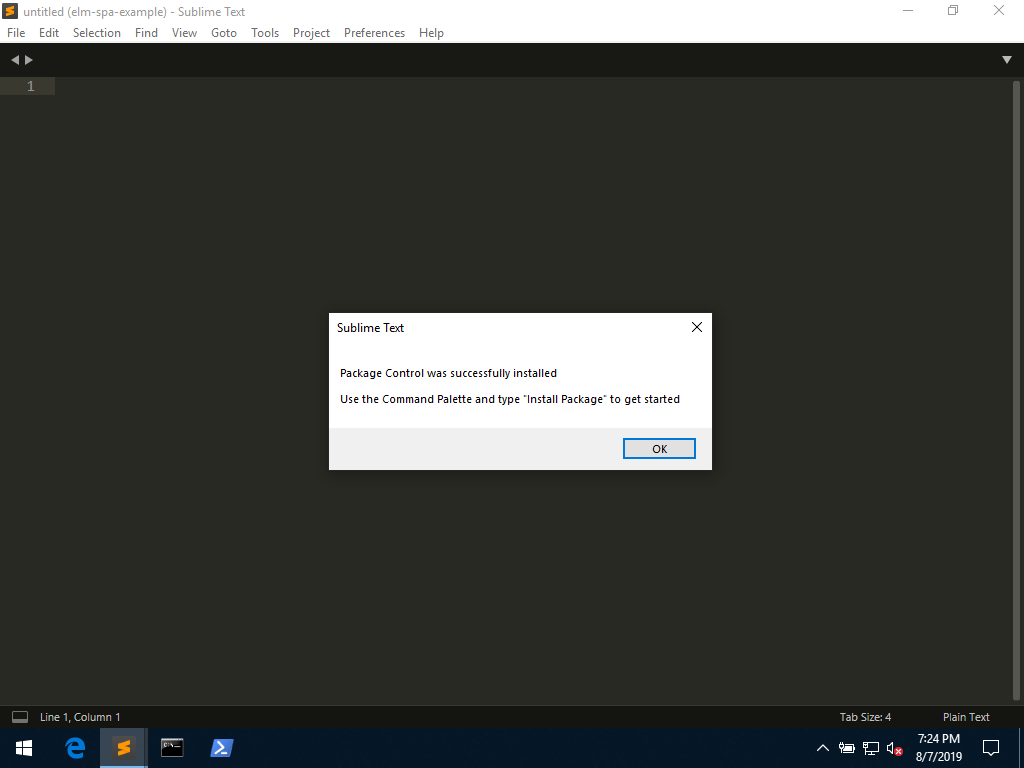 untitled (elm-spa-example) - Sublime Text
File Edit Selection Find View Goto Tools Project Preferences Help
1
Sublime Text
Package Control was successfully installed
Use the Command Palette and type "Install Package" to get started
OK
Line 1, Column 1
Tab Size: 4
Plain Text
7:24 PM
8/7/2019